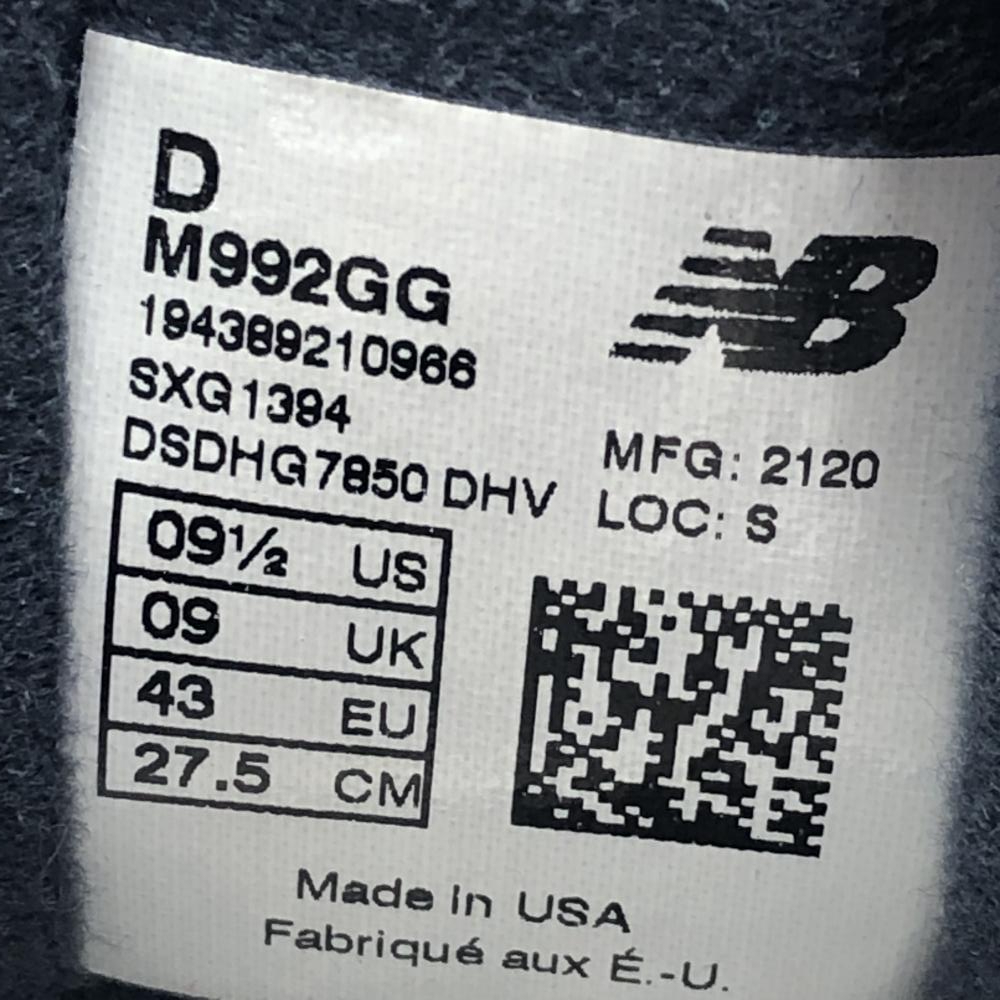 D
M992GG
194389210966
SXG1394
DSDHG7850 DHV
NB
MFG: 2120
LOC: S
09½ US
09 UK
43 EU
27.5 CM
Made in USA
Fabriqué aux É.-U.